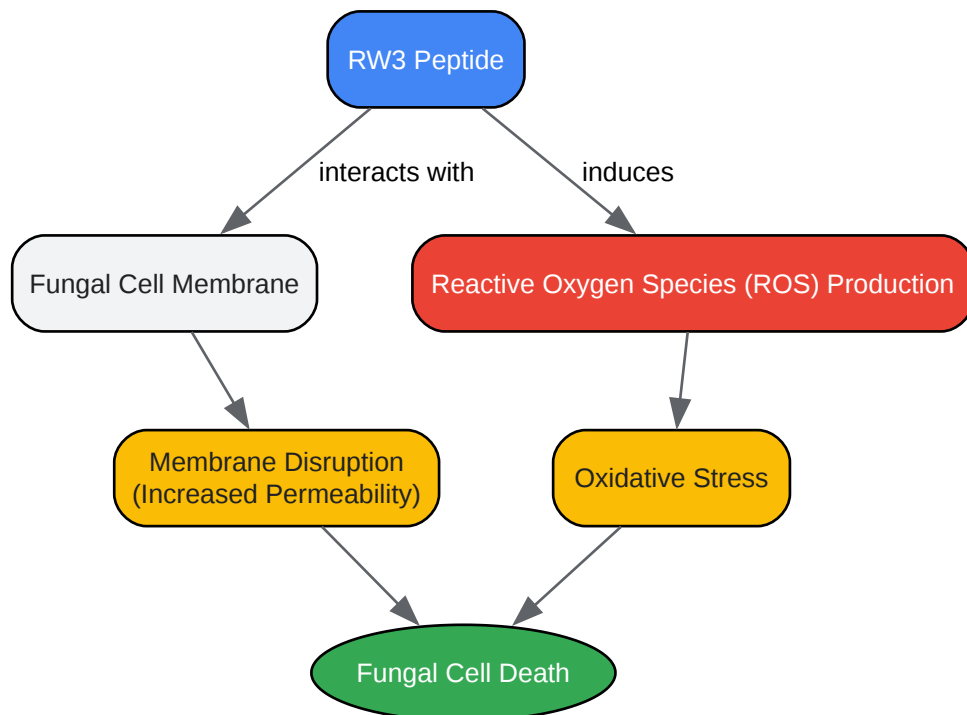 RW3 Peptide
interacts with
induces
Fungal Cell Membrane
Reactive Oxygen Species (ROS) Production
Membrane Disruption
(Increased Permeability)
Oxidative Stress
Fungal Cell Death